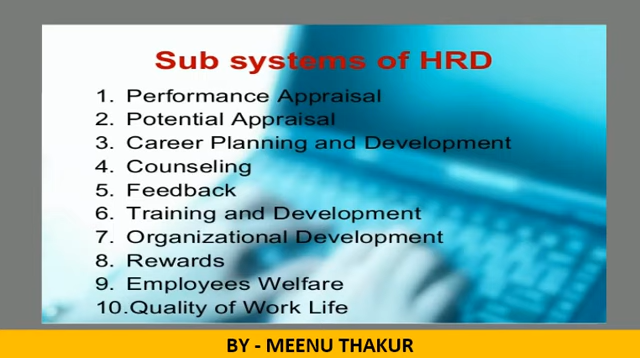 Sub systems of HRD
1. Performance Appraisal
2. Potential Appraisal
3. Career Planning and Development
4. Counseling
5. Feedback
6. Training and Development
7. Organizational Development
8. Rewards
9. Employees Welfare
10.Quality of Work Life
BY - MEENU THAKUR